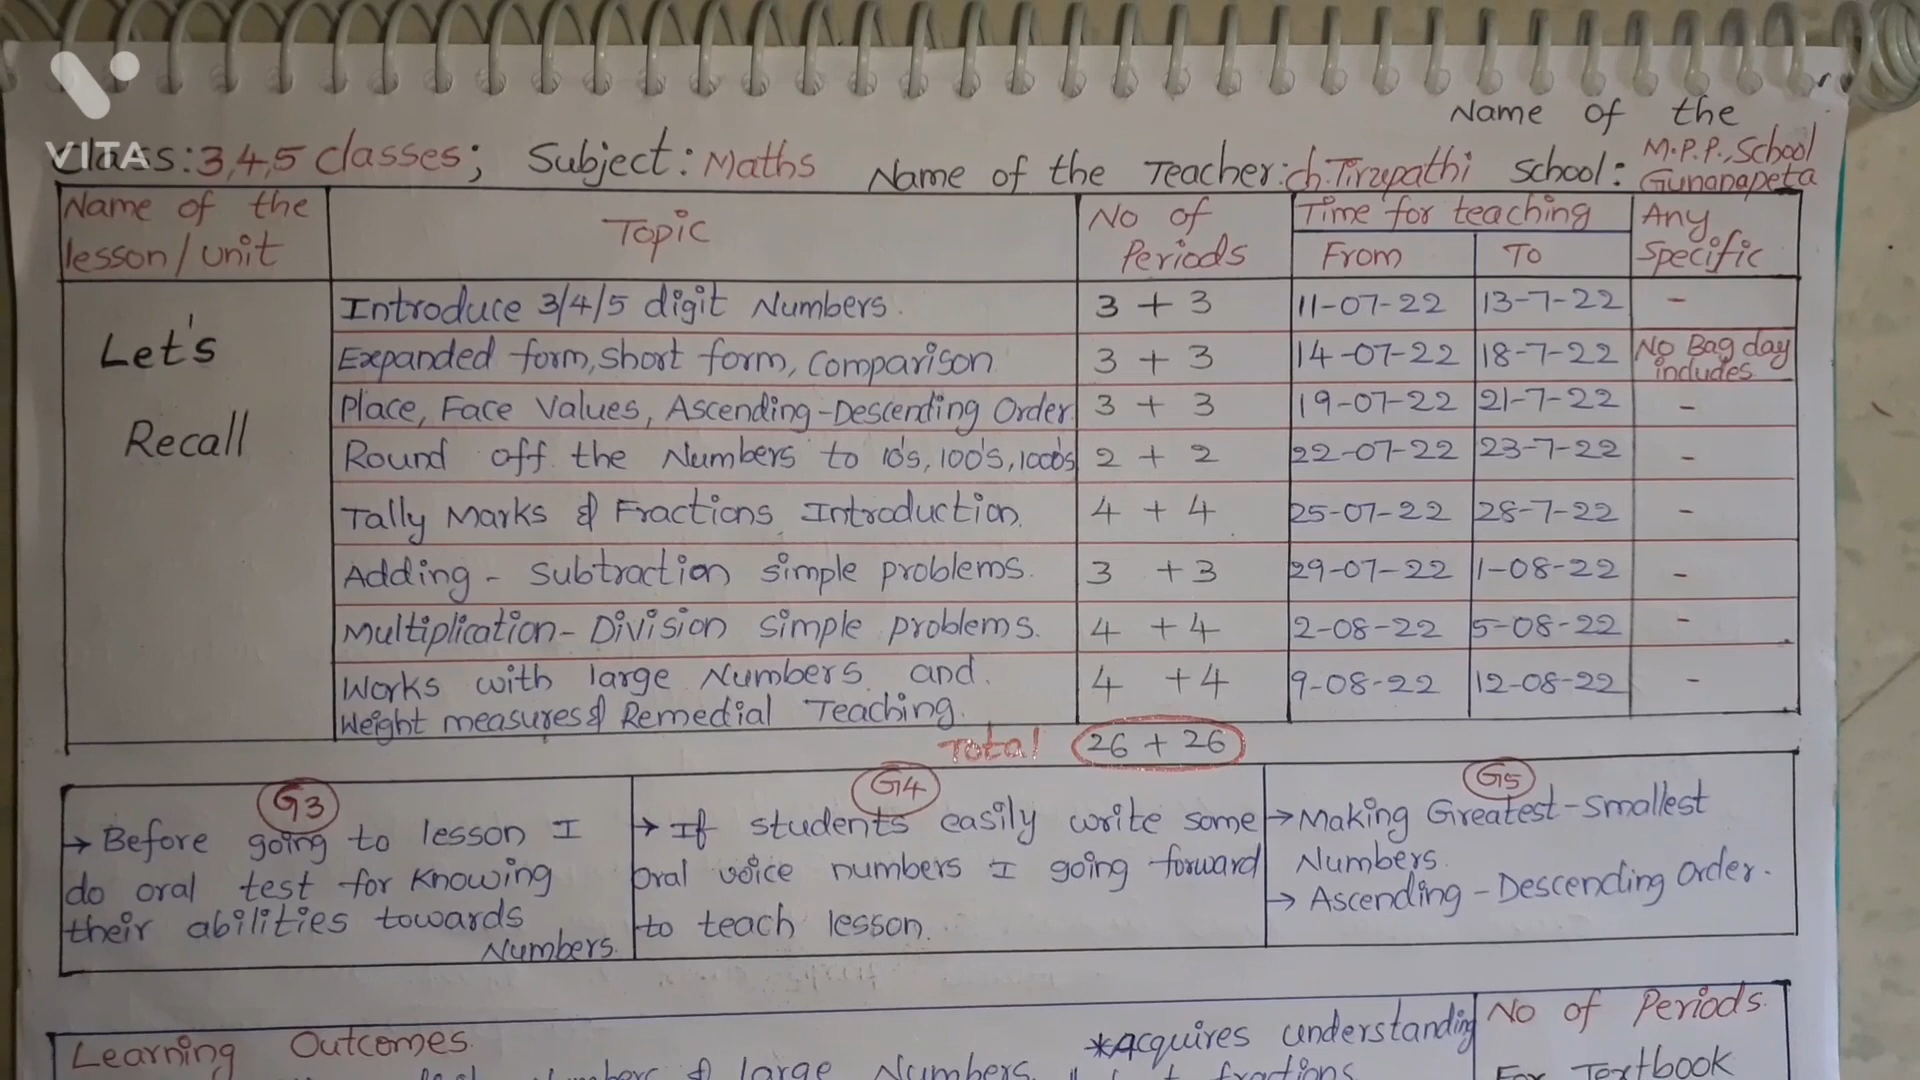 VITA
Name of the
Class: 3,4,5 classes; Subject: Maths Name of the Teacher: ch.Tirupathi School: M.P.P., School
Gunanapeta
Name of the lesson/unit
Topic
No of Periods
Time for teaching
From
To
Any Specific
Let's
Recall
Introduce 3/4/5 digit Numbers. 3 + 3 11-07-22 13-7-22 -
Expanded form, short form, Comparison 3 + 3 14-07-22 18-7-22 No Bag day includes
Place, Face Values, Ascending-Descending Order 3 + 3 19-07-22 21-7-22 -
Round off the Numbers to 10's, 100's, 1000's 2 + 2 22-07-22 23-7-22 -
Tally Marks & Fractions Introduction. 4 + 4 25-07-22 28-7-22 -
Adding - Subtraction simple problems. 3 + 3 29-07-22 1-08-22 -
Multiplication - Division simple problems. 4 + 4 2-08-22 5-08-22 -
Works with large Numbers and 4 + 4 9-08-22 12-08-22 -
Weight measures & Remedial Teaching.
Total 26 + 26
G3
→ Before going to lesson I
do oral test for knowing
their abilities towards
Numbers.
G4
→ If students easily write some
oral voice numbers I going forward
to teach lesson.
G5
→ Making Greatest-Smallest
Numbers.
→ Ascending - Descending Order.
Learning Outcomes.
*Acquires understanding
large Numbers.
fractions
No of Periods.
For Textbook